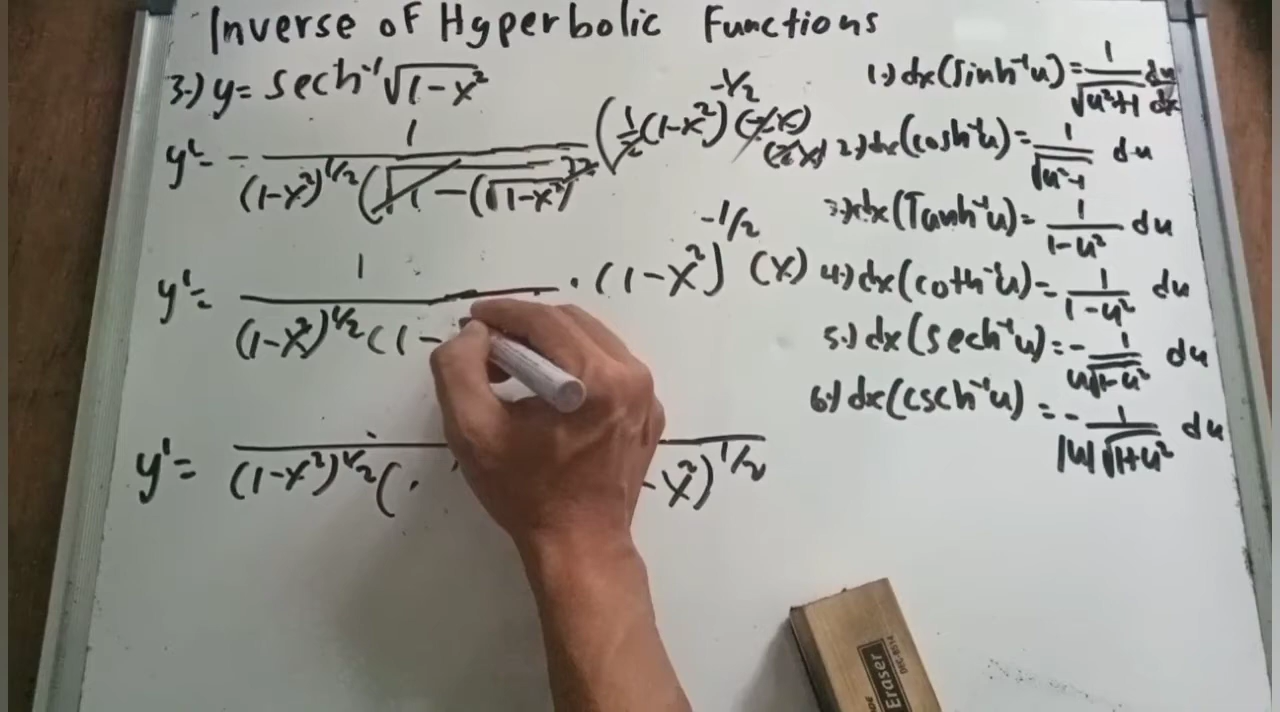 Inverse of Hyperbolic Functions
3.) y = sech⁻¹ √1-x²
y' = - 1 / (1-x²)^1/2 (√1 - (√1-x²)² (1/2 (1-x²)^-1/2 (-2x)
(2x)
y' = 1 / (1-x²)^1/2 (1- · (1-x²)^-1/2 (x)
y' = / (1-x²)^1/2 ( -x²)^1/2
1.) dx(sinh⁻¹u) = 1/√u²+1 du/dx
2.) dx(cosh⁻¹u) = 1/√u²-1 du
3.) dx(Tanh⁻¹u) = 1/1-u² du
4.) dx(coth⁻¹u) = 1/1-u² du
5.) dx(sech⁻¹u) = - 1/u√1-u² du
6.) dx(csch⁻¹u) = - 1/|u|√1+u² du
Eraser